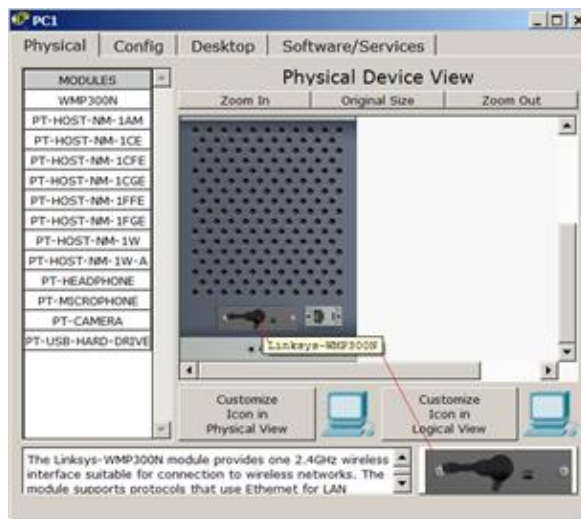 PC1
Physical Config Desktop Software/Services
MODULES
WMP300N
PT-HOST-NM-1AM
PT-HOST-NM-1CE
PT-HOST-NM-1CFE
PT-HOST-NM-1CGE
PT-HOST-NM-1FFE
PT-HOST-NM-1FGE
PT-HOST-NM-1W
PT-HOST-NM-1W-A
PT-HEADPHONE
PT-MICROPHONE
PT-CAMERA
PT-USB-HARD-DRIVE
Physical Device View
Zoom In Original Size Zoom Out
Linksys-WMP300N
Customize
Icon in
Physical View
Customize
Icon in
Logical View
The Linksys-WMP300N module provides one 2.4GHz wireless
interface suitable for connection to wireless networks. The
module supports protocols that use Ethernet for LAN